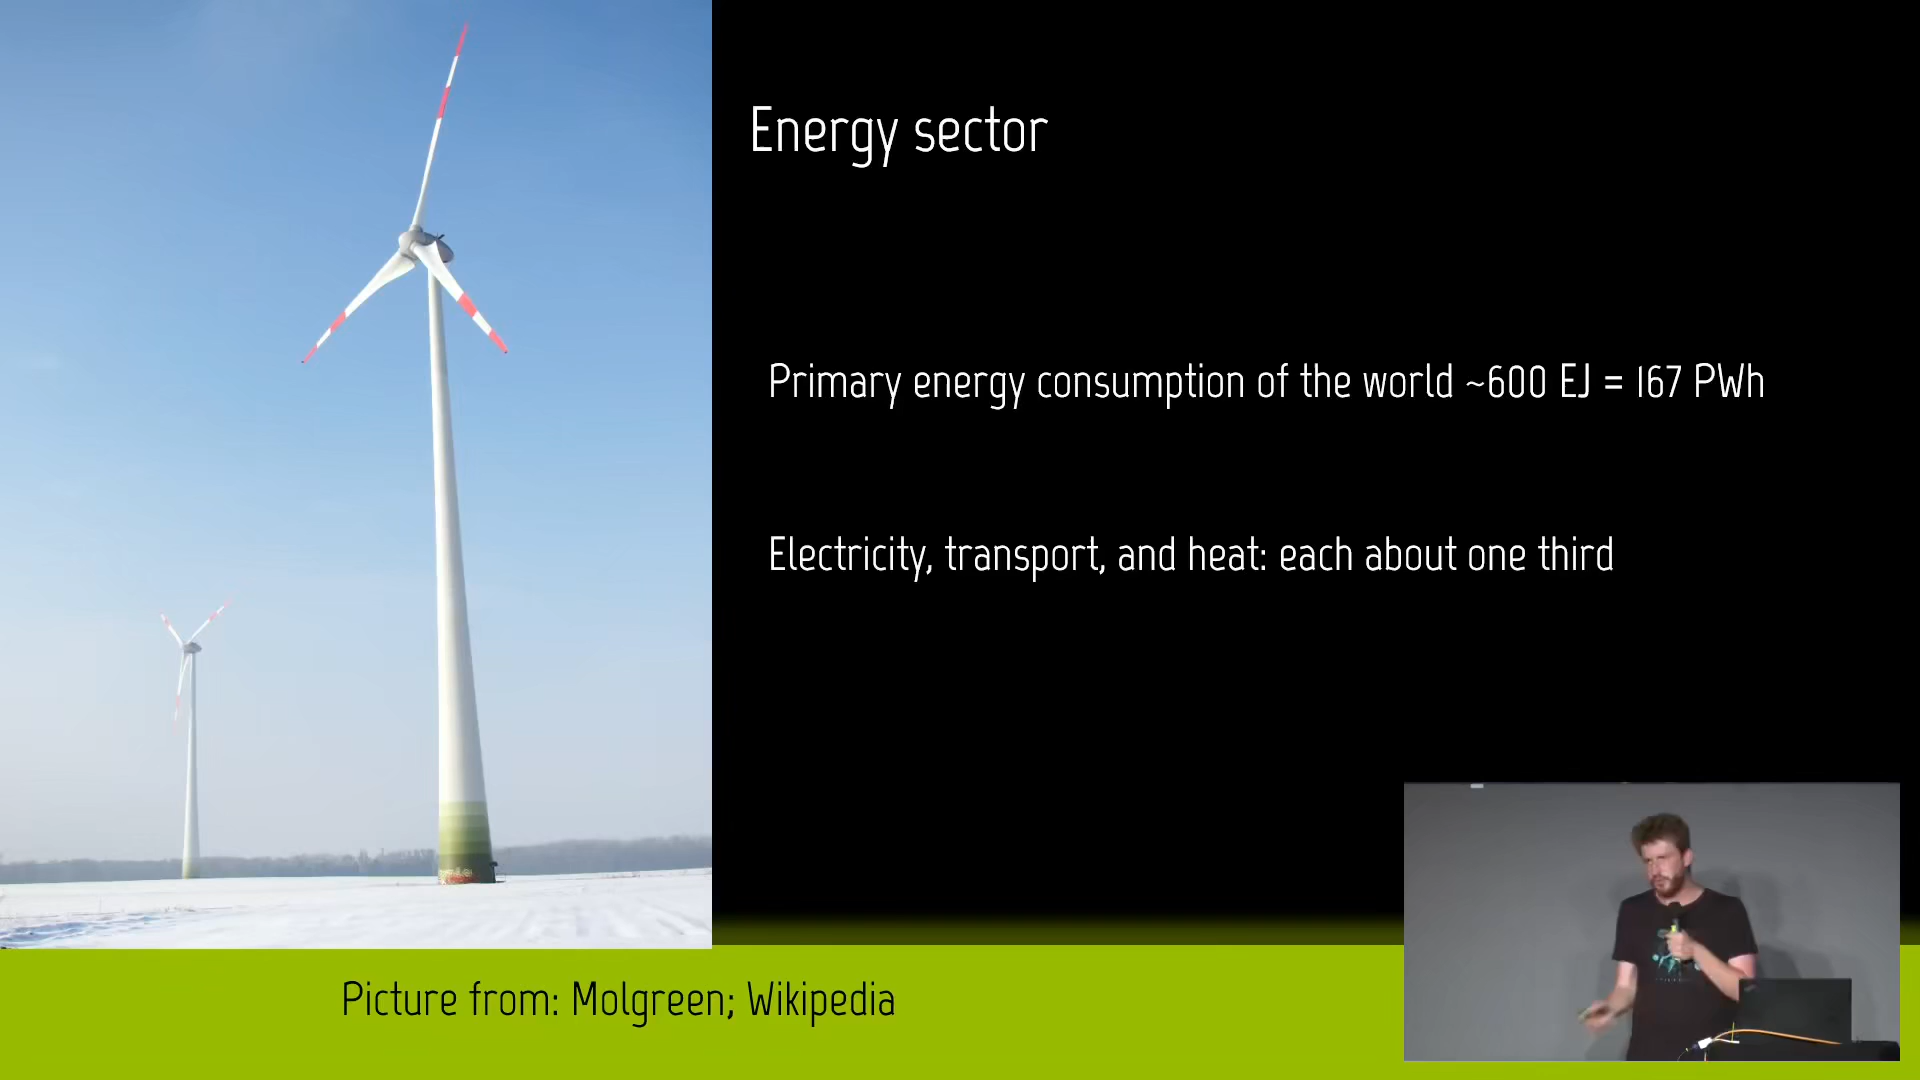 Energy sector
Primary energy consumption of the world ~600 EJ = 167 PWh
Electricity, transport, and heat: each about one third
Picture from: Molgreen; Wikipedia